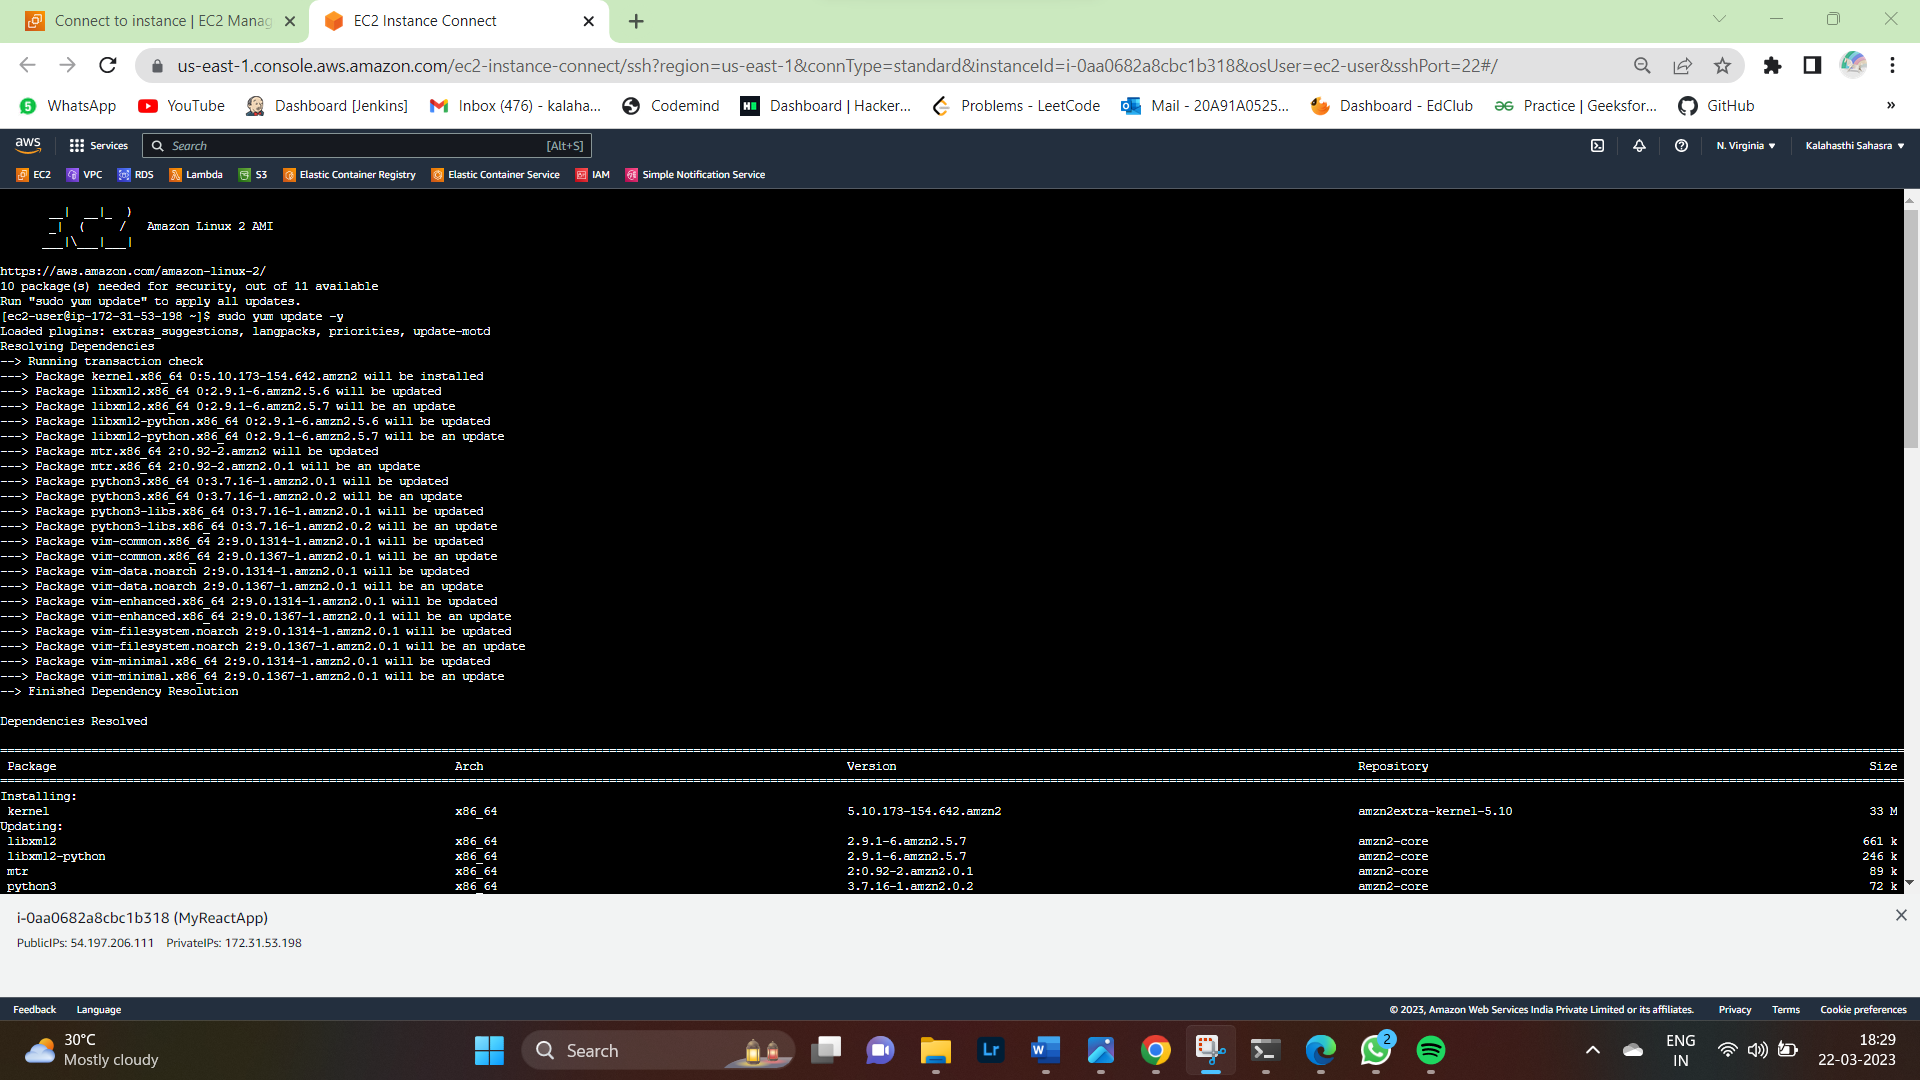 Connect to instance | EC2 Manag
EC2 Instance Connect
us-east-1.console.aws.amazon.com/ec2-instance-connect/ssh?region=us-east-1&connType=standard&instanceId=i-0aa0682a8cbc1b318&osUser=ec2-user&sshPort=22#/
WhatsApp YouTube Dashboard [Jenkins] Inbox (476) - kalaha... Codemind Dashboard | Hacker... Problems - LeetCode Mail - 20A91A0525... Dashboard - EdClub Practice | Geeksfor... GitHub »
aws Services Search [Alt+S] N. Virginia Kalahasthi Sahasra
EC2 VPC RDS Lambda S3 Elastic Container Registry Elastic Container Service IAM Simple Notification Service
__|  __|_  )
_|  (     /   Amazon Linux 2 AMI
___|\___|___|
https://aws.amazon.com/amazon-linux-2/
10 package(s) needed for security, out of 11 available
Run "sudo yum update" to apply all updates.
[ec2-user@ip-172-31-53-198 ~]$ sudo yum update -y
Loaded plugins: extras_suggestions, langpacks, priorities, update-motd
Resolving Dependencies
--> Running transaction check
---> Package kernel.x86_64 0:5.10.173-154.642.amzn2 will be installed
---> Package libxml2.x86_64 0:2.9.1-6.amzn2.5.6 will be updated
---> Package libxml2.x86_64 0:2.9.1-6.amzn2.5.7 will be an update
---> Package libxml2-python.x86_64 0:2.9.1-6.amzn2.5.6 will be updated
---> Package libxml2-python.x86_64 0:2.9.1-6.amzn2.5.7 will be an update
---> Package mtr.x86_64 2:0.92-2.amzn2 will be updated
---> Package mtr.x86_64 2:0.92-2.amzn2.0.1 will be an update
---> Package python3.x86_64 0:3.7.16-1.amzn2.0.1 will be updated
---> Package python3.x86_64 0:3.7.16-1.amzn2.0.2 will be an update
---> Package python3-libs.x86_64 0:3.7.16-1.amzn2.0.1 will be updated
---> Package python3-libs.x86_64 0:3.7.16-1.amzn2.0.2 will be an update
---> Package vim-common.x86_64 2:9.0.1314-1.amzn2.0.1 will be updated
---> Package vim-common.x86_64 2:9.0.1367-1.amzn2.0.1 will be an update
---> Package vim-data.noarch 2:9.0.1314-1.amzn2.0.1 will be updated
---> Package vim-data.noarch 2:9.0.1367-1.amzn2.0.1 will be an update
---> Package vim-enhanced.x86_64 2:9.0.1314-1.amzn2.0.1 will be updated
---> Package vim-enhanced.x86_64 2:9.0.1367-1.amzn2.0.1 will be an update
---> Package vim-filesystem.noarch 2:9.0.1314-1.amzn2.0.1 will be updated
---> Package vim-filesystem.noarch 2:9.0.1367-1.amzn2.0.1 will be an update
---> Package vim-minimal.x86_64 2:9.0.1314-1.amzn2.0.1 will be updated
---> Package vim-minimal.x86_64 2:9.0.1367-1.amzn2.0.1 will be an update
--> Finished Dependency Resolution
Dependencies Resolved
Package Arch Version Repository Size
Installing:
kernel x86_64 5.10.173-154.642.amzn2 amzn2extra-kernel-5.10 33 M
Updating:
libxml2 x86_64 2.9.1-6.amzn2.5.7 amzn2-core 661 k
libxml2-python x86_64 2.9.1-6.amzn2.5.7 amzn2-core 246 k
mtr x86_64 2:0.92-2.amzn2.0.1 amzn2-core 89 k
python3 x86_64 3.7.16-1.amzn2.0.2 amzn2-core 72 k
i-0aa0682a8cbc1b318 (MyReactApp)
PublicIPs: 54.197.206.111 PrivateIPs: 172.31.53.198
Feedback Language © 2023, Amazon Web Services India Private Limited or its affiliates. Privacy Terms Cookie preferences
30°C
Mostly cloudy
Search
Lr
W
2
ENG
IN
18:29
22-03-2023